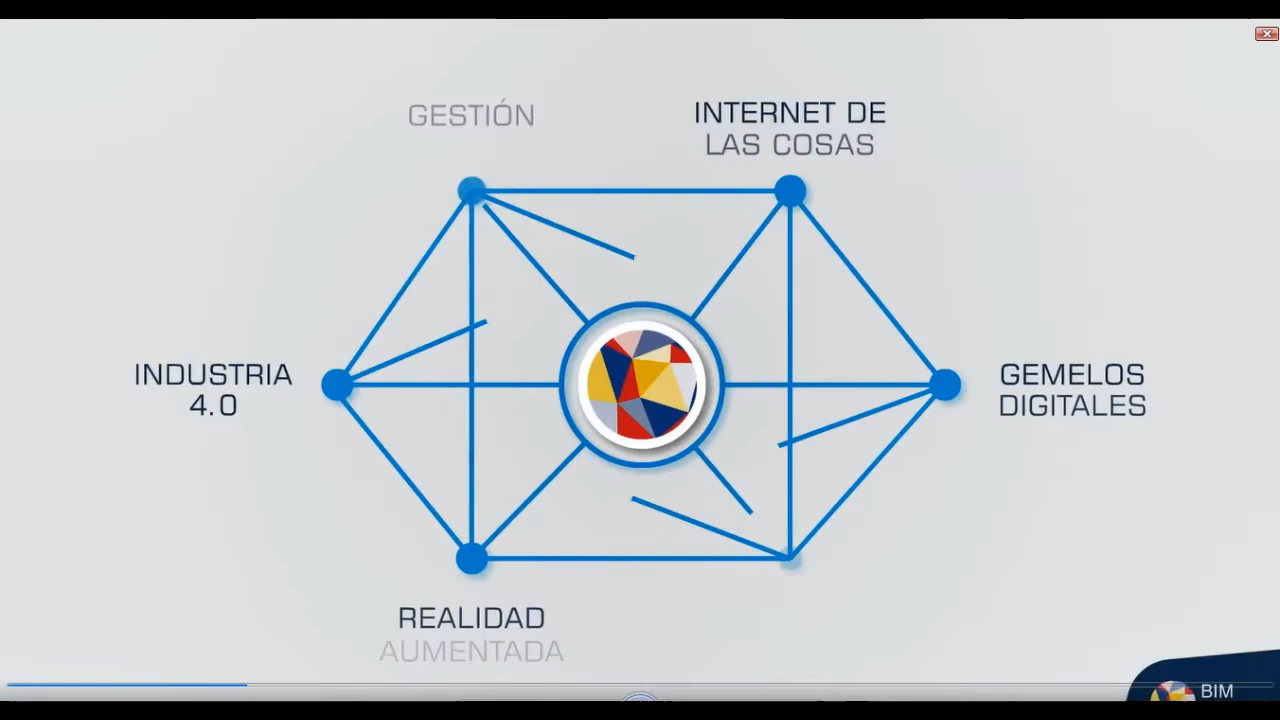 GESTIÓN
INTERNET DE
LAS COSAS
INDUSTRIA
4.0
GEMELOS
DIGITALES
REALIDAD
AUMENTADA
BIM